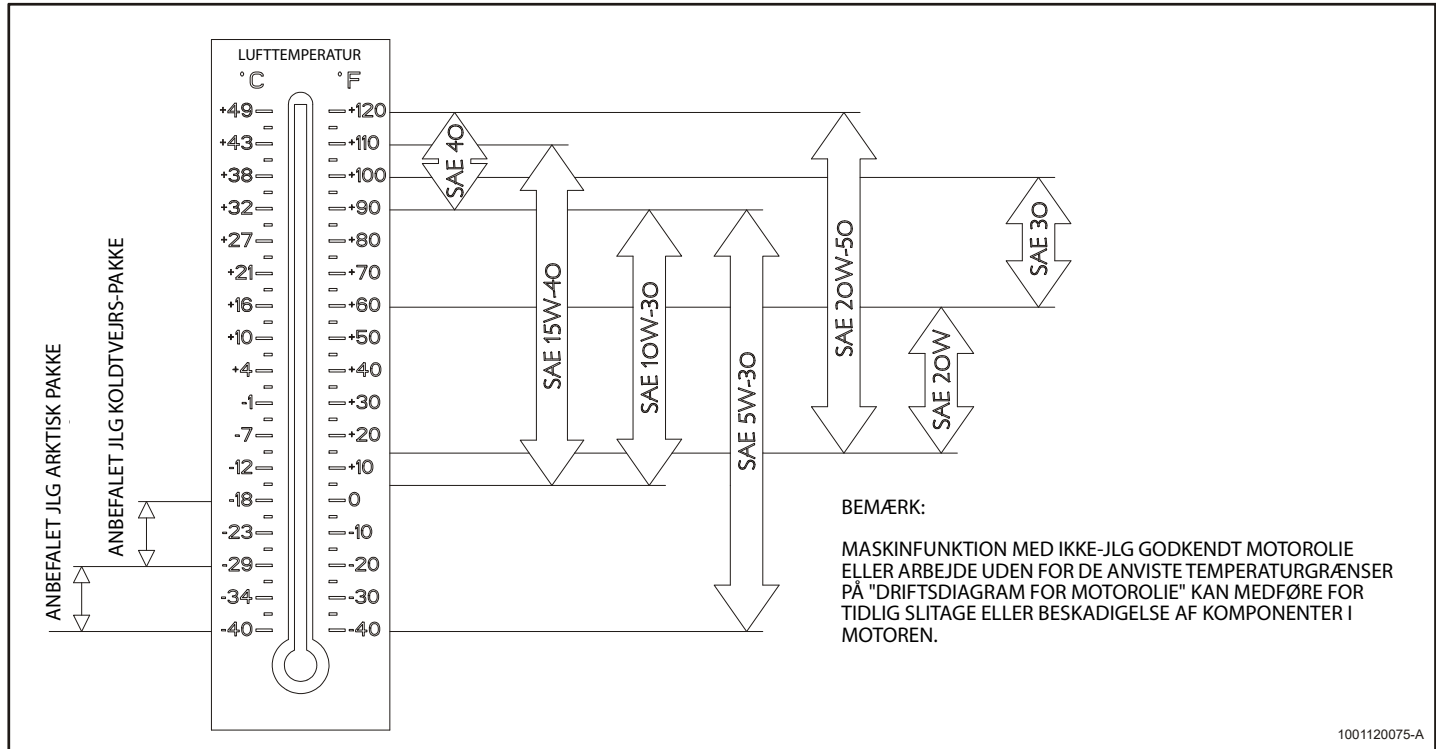 LUFTTEMPERATUR
°C °F
+49 +120
+43 +110
+38 +100
+32 +90
+27 +80
+21 +70
+16 +60
+10 +50
+4 +40
-1 +30
-7 +20
-12 +10
-18 0
-23 -10
-29 -20
-34 -30
-40 -40
ANBEFALET JLG ARKTISK PAKKE
ANBEFALET JLG KOLDTVEJRS-PAKKE
SAE 40
SAE 15W-40
SAE 10W-30
SAE 5W-30
SAE 20W-50
SAE 20W
SAE 30
BEMÆRK:
MASKINFUNKTION MED IKKE-JLG GODKENDT MOTOROLIE
ELLER ARBEJDE UDEN FOR DE ANVISTE TEMPERATURGRÆNSER
PÅ "DRIFTSDIAGRAM FOR MOTOROLIE" KAN MEDFØRE FOR
TIDLIG SLITAGE ELLER BESKADIGELSE AF KOMPONENTER I
MOTOREN.
1001120075-A